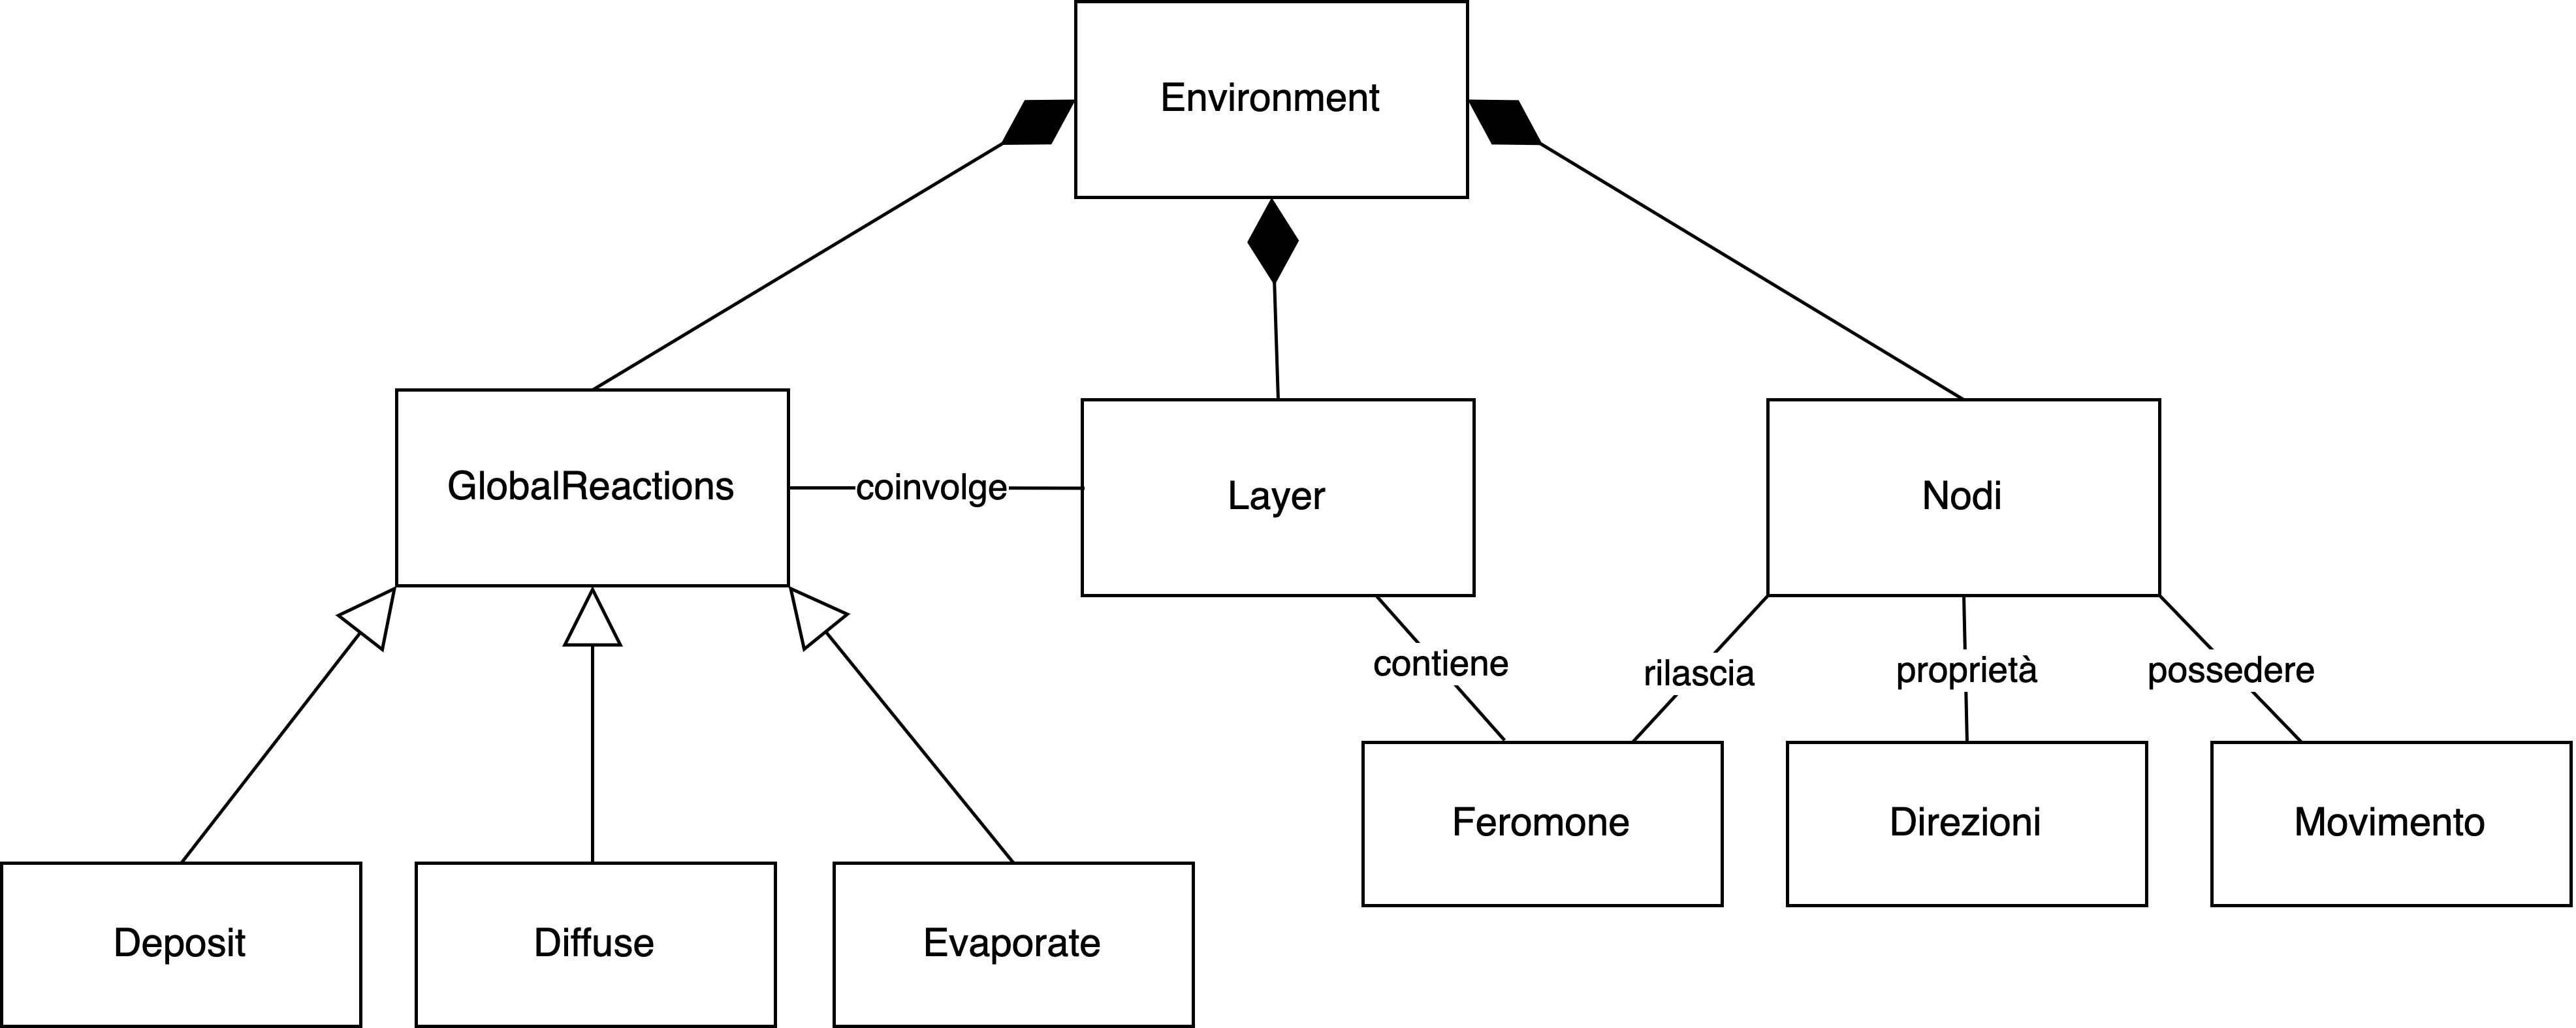 Environment
GlobalReactions
coinvolge
Layer
Nodi
contiene
rilascia
proprietà
possedere
Feromone
Direzioni
Movimento
Deposit
Diffuse
Evaporate